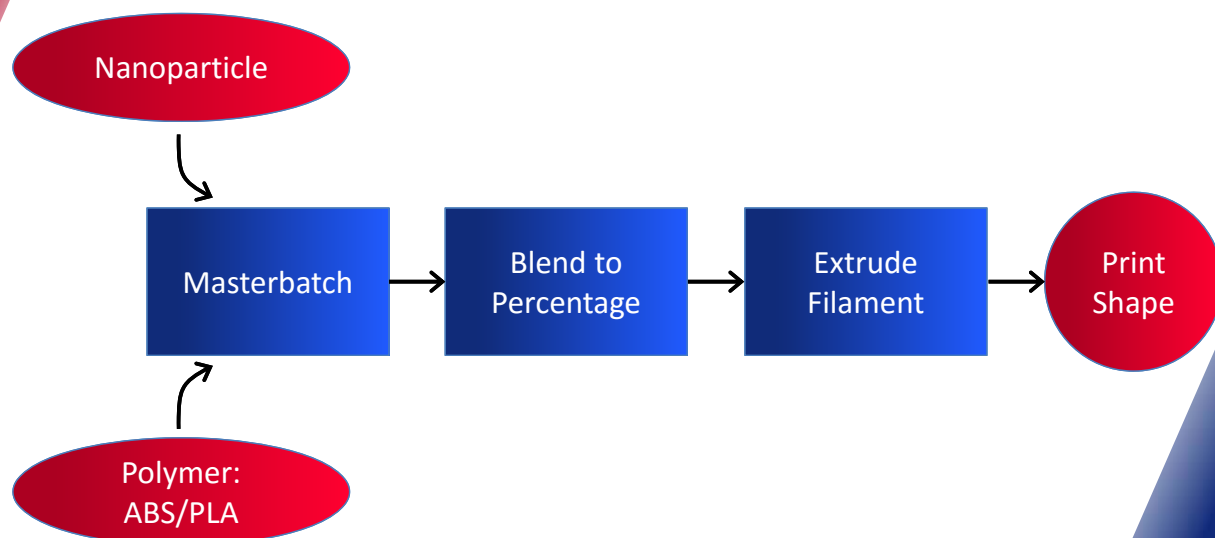 Nanoparticle
Masterbatch
Blend to
Percentage
Extrude
Filament
Print
Shape
Polymer:
ABS/PLA